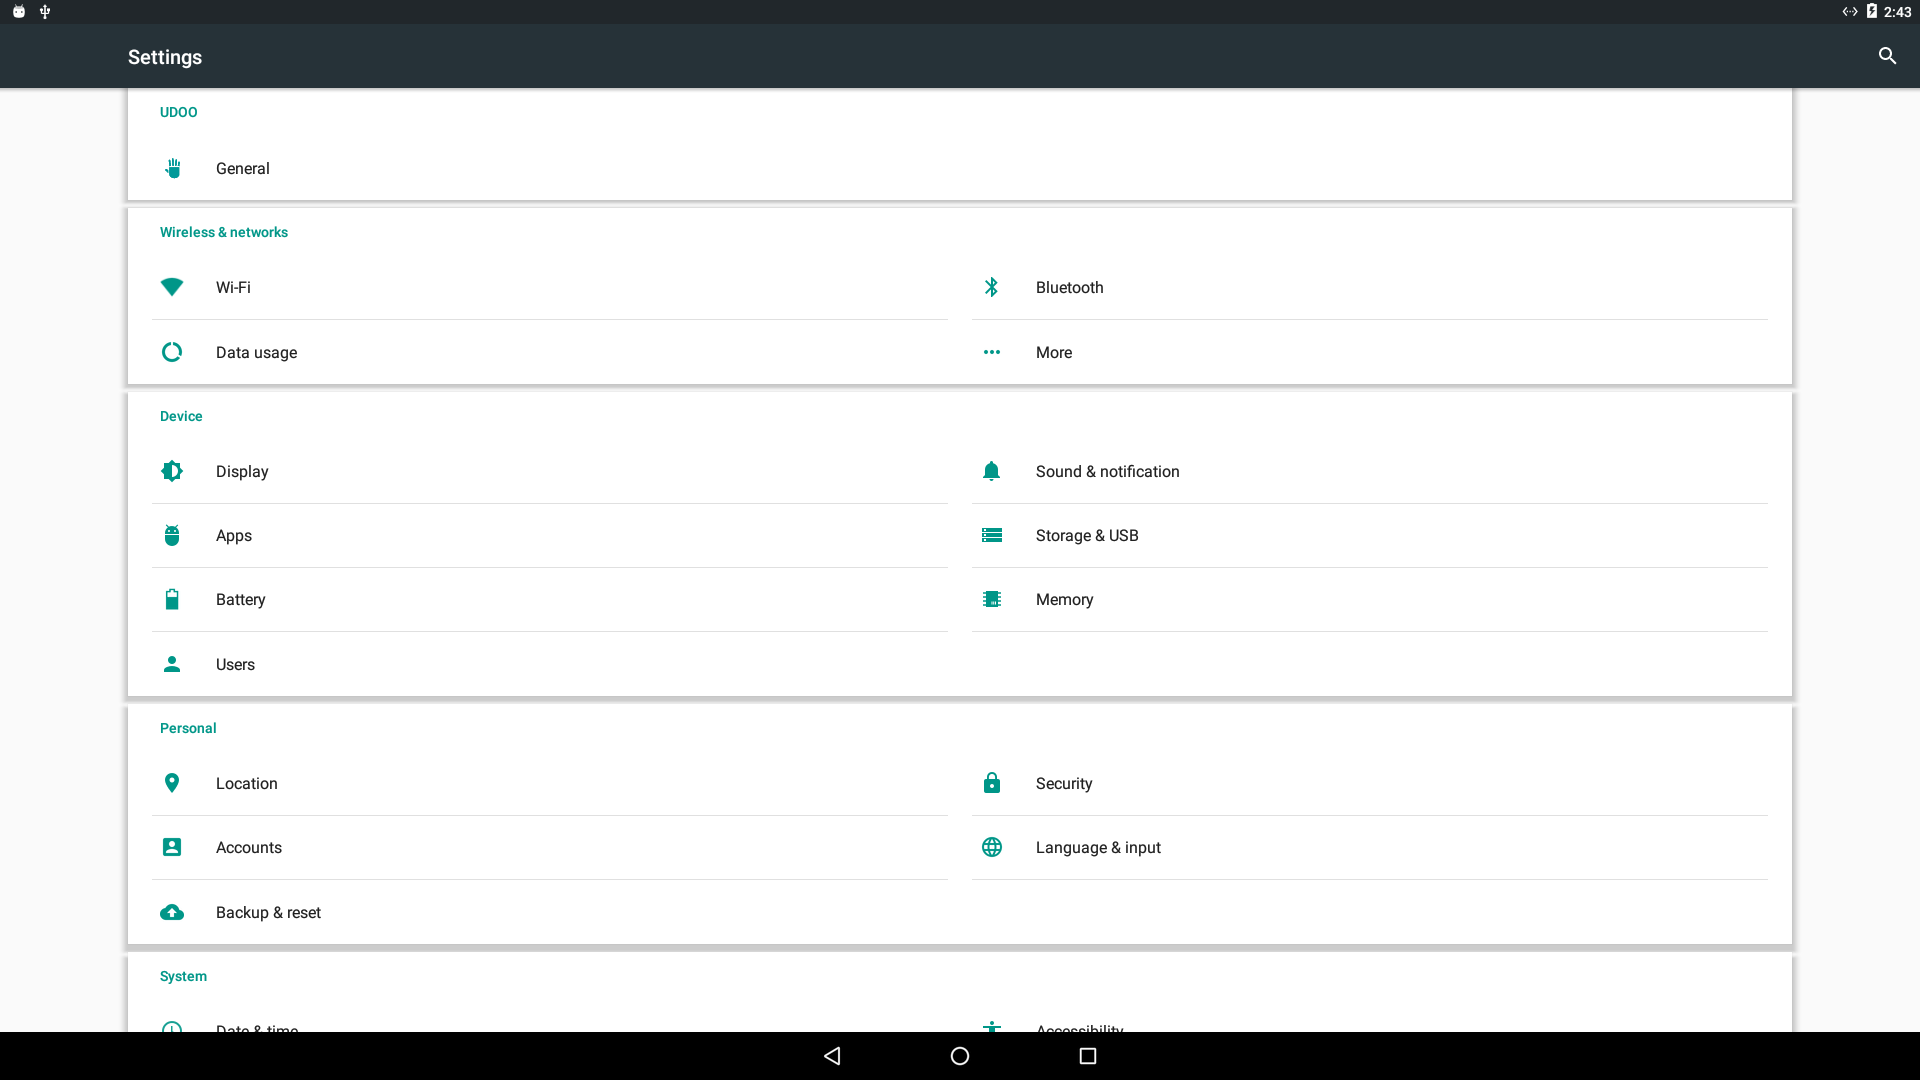 2:43
Settings
UDOO
General
Wireless & networks
Wi-Fi
Bluetooth
Data usage
More
Device
Display
Sound & notification
Apps
Storage & USB
Battery
Memory
Users
Personal
Location
Security
Accounts
Language & input
Backup & reset
System
Date & time
Accessibility